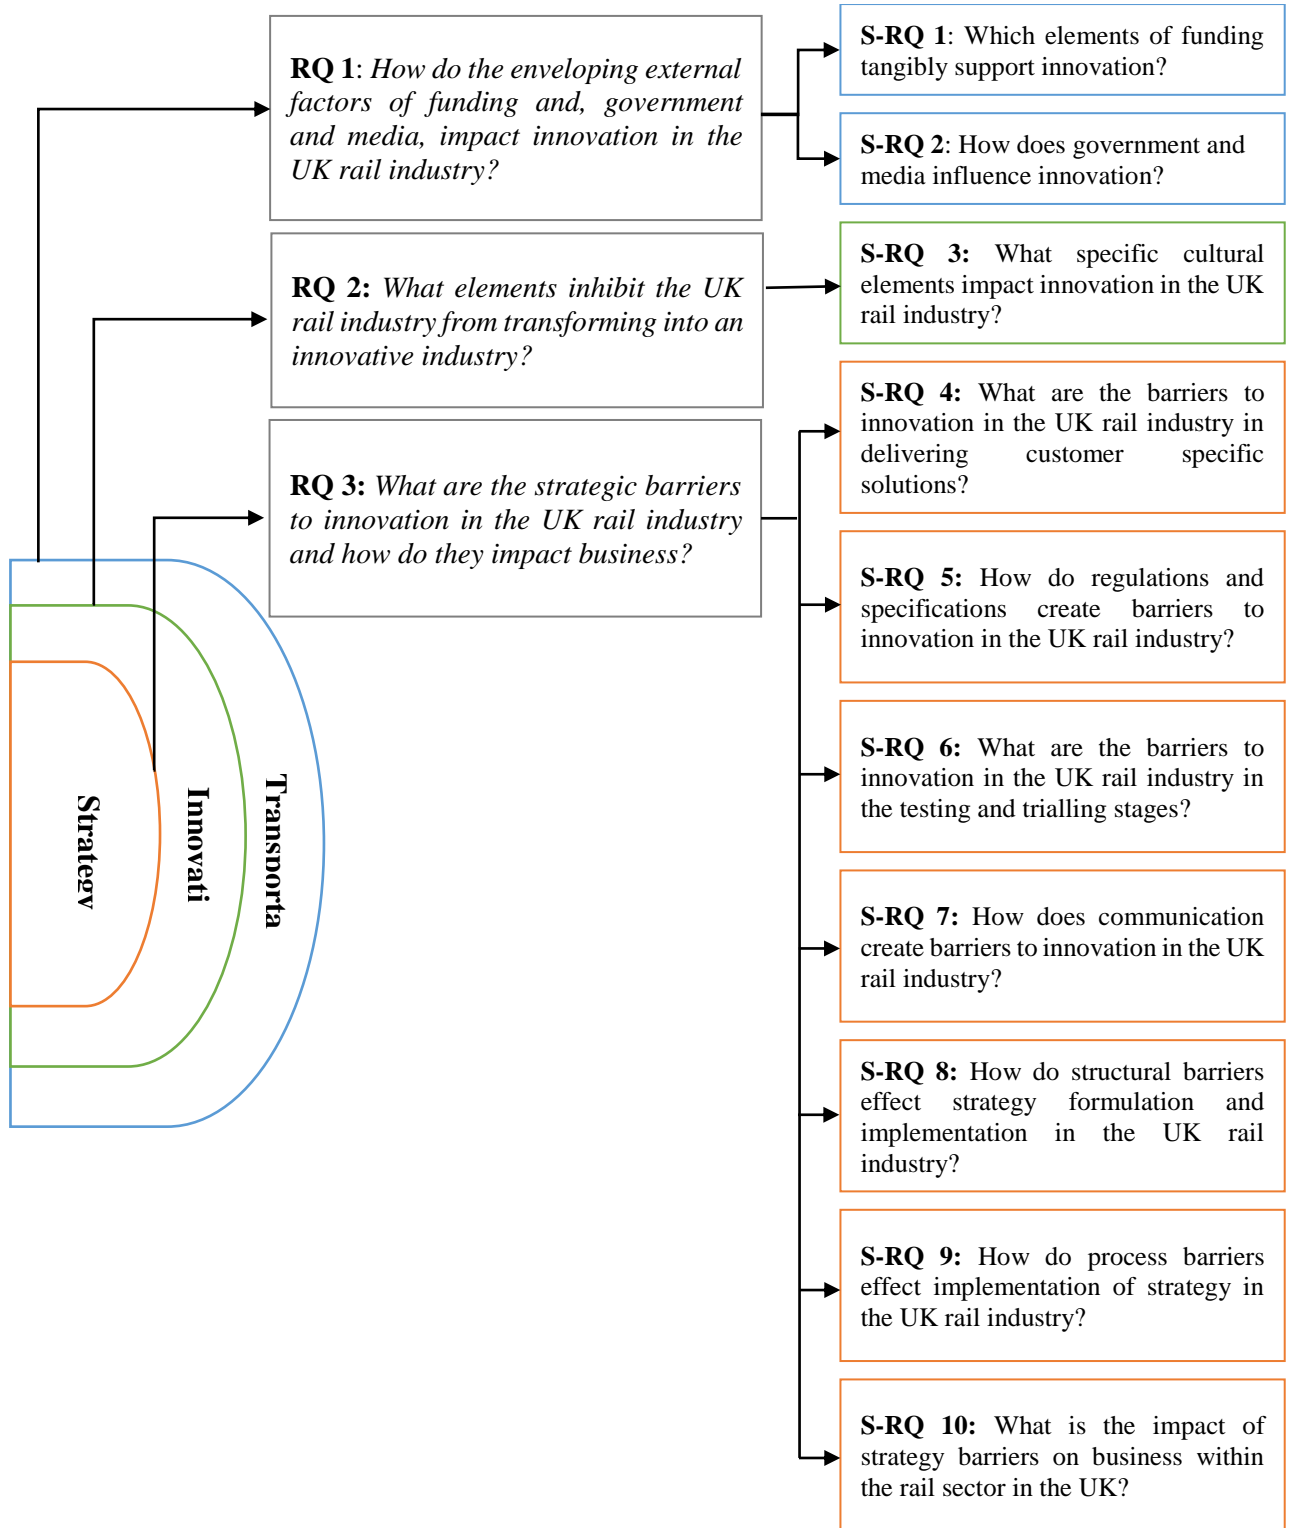 RQ 1: How do the enveloping external
factors of funding and, government
and media, impact innovation in the
UK rail industry?
S-RQ 1: Which elements of funding
tangibly support innovation?
S-RQ 2: How does government and
media influence innovation?
RQ 2: What elements inhibit the UK
rail industry from transforming into an
innovative industry?
S-RQ 3: What specific cultural
elements impact innovation in the UK
rail industry?
RQ 3: What are the strategic barriers
to innovation in the UK rail industry
and how do they impact business?
S-RQ 4: What are the barriers to
innovation in the UK rail industry in
delivering customer specific
solutions?
S-RQ 5: How do regulations and
specifications create barriers to
innovation in the UK rail industry?
S-RQ 6: What are the barriers to
innovation in the UK rail industry in
the testing and trialling stages?
S-RQ 7: How does communication
create barriers to innovation in the UK
rail industry?
S-RQ 8: How do structural barriers
effect strategy formulation and
implementation in the UK rail
industry?
S-RQ 9: How do process barriers
effect implementation of strategy in
the UK rail industry?
S-RQ 10: What is the impact of
strategy barriers on business within
the rail sector in the UK?
Strategy
Innovati
Transporta